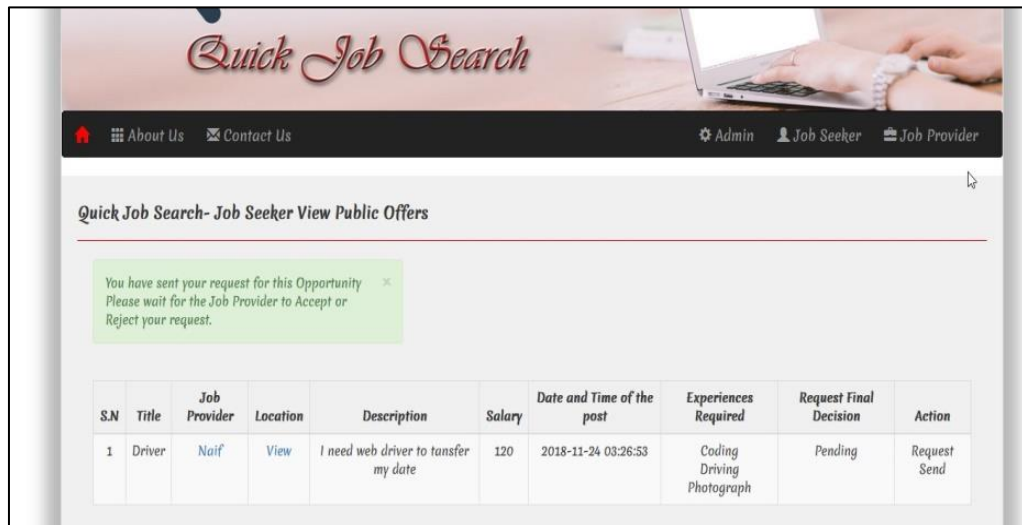 Quick Job Search
About Us Contact Us Admin Job Seeker Job Provider
Quick Job Search- Job Seeker View Public Offers
You have sent your request for this Opportunity ×
Please wait for the Job Provider to Accept or
Reject your request.
S.N Title Job Provider Location Description Salary Date and Time of the post Experiences Required Request Final Decision Action
1 Driver Naif View I need web driver to tansfer my date 120 2018-11-24 03:26:53 Coding Driving Photograph Pending Request Send